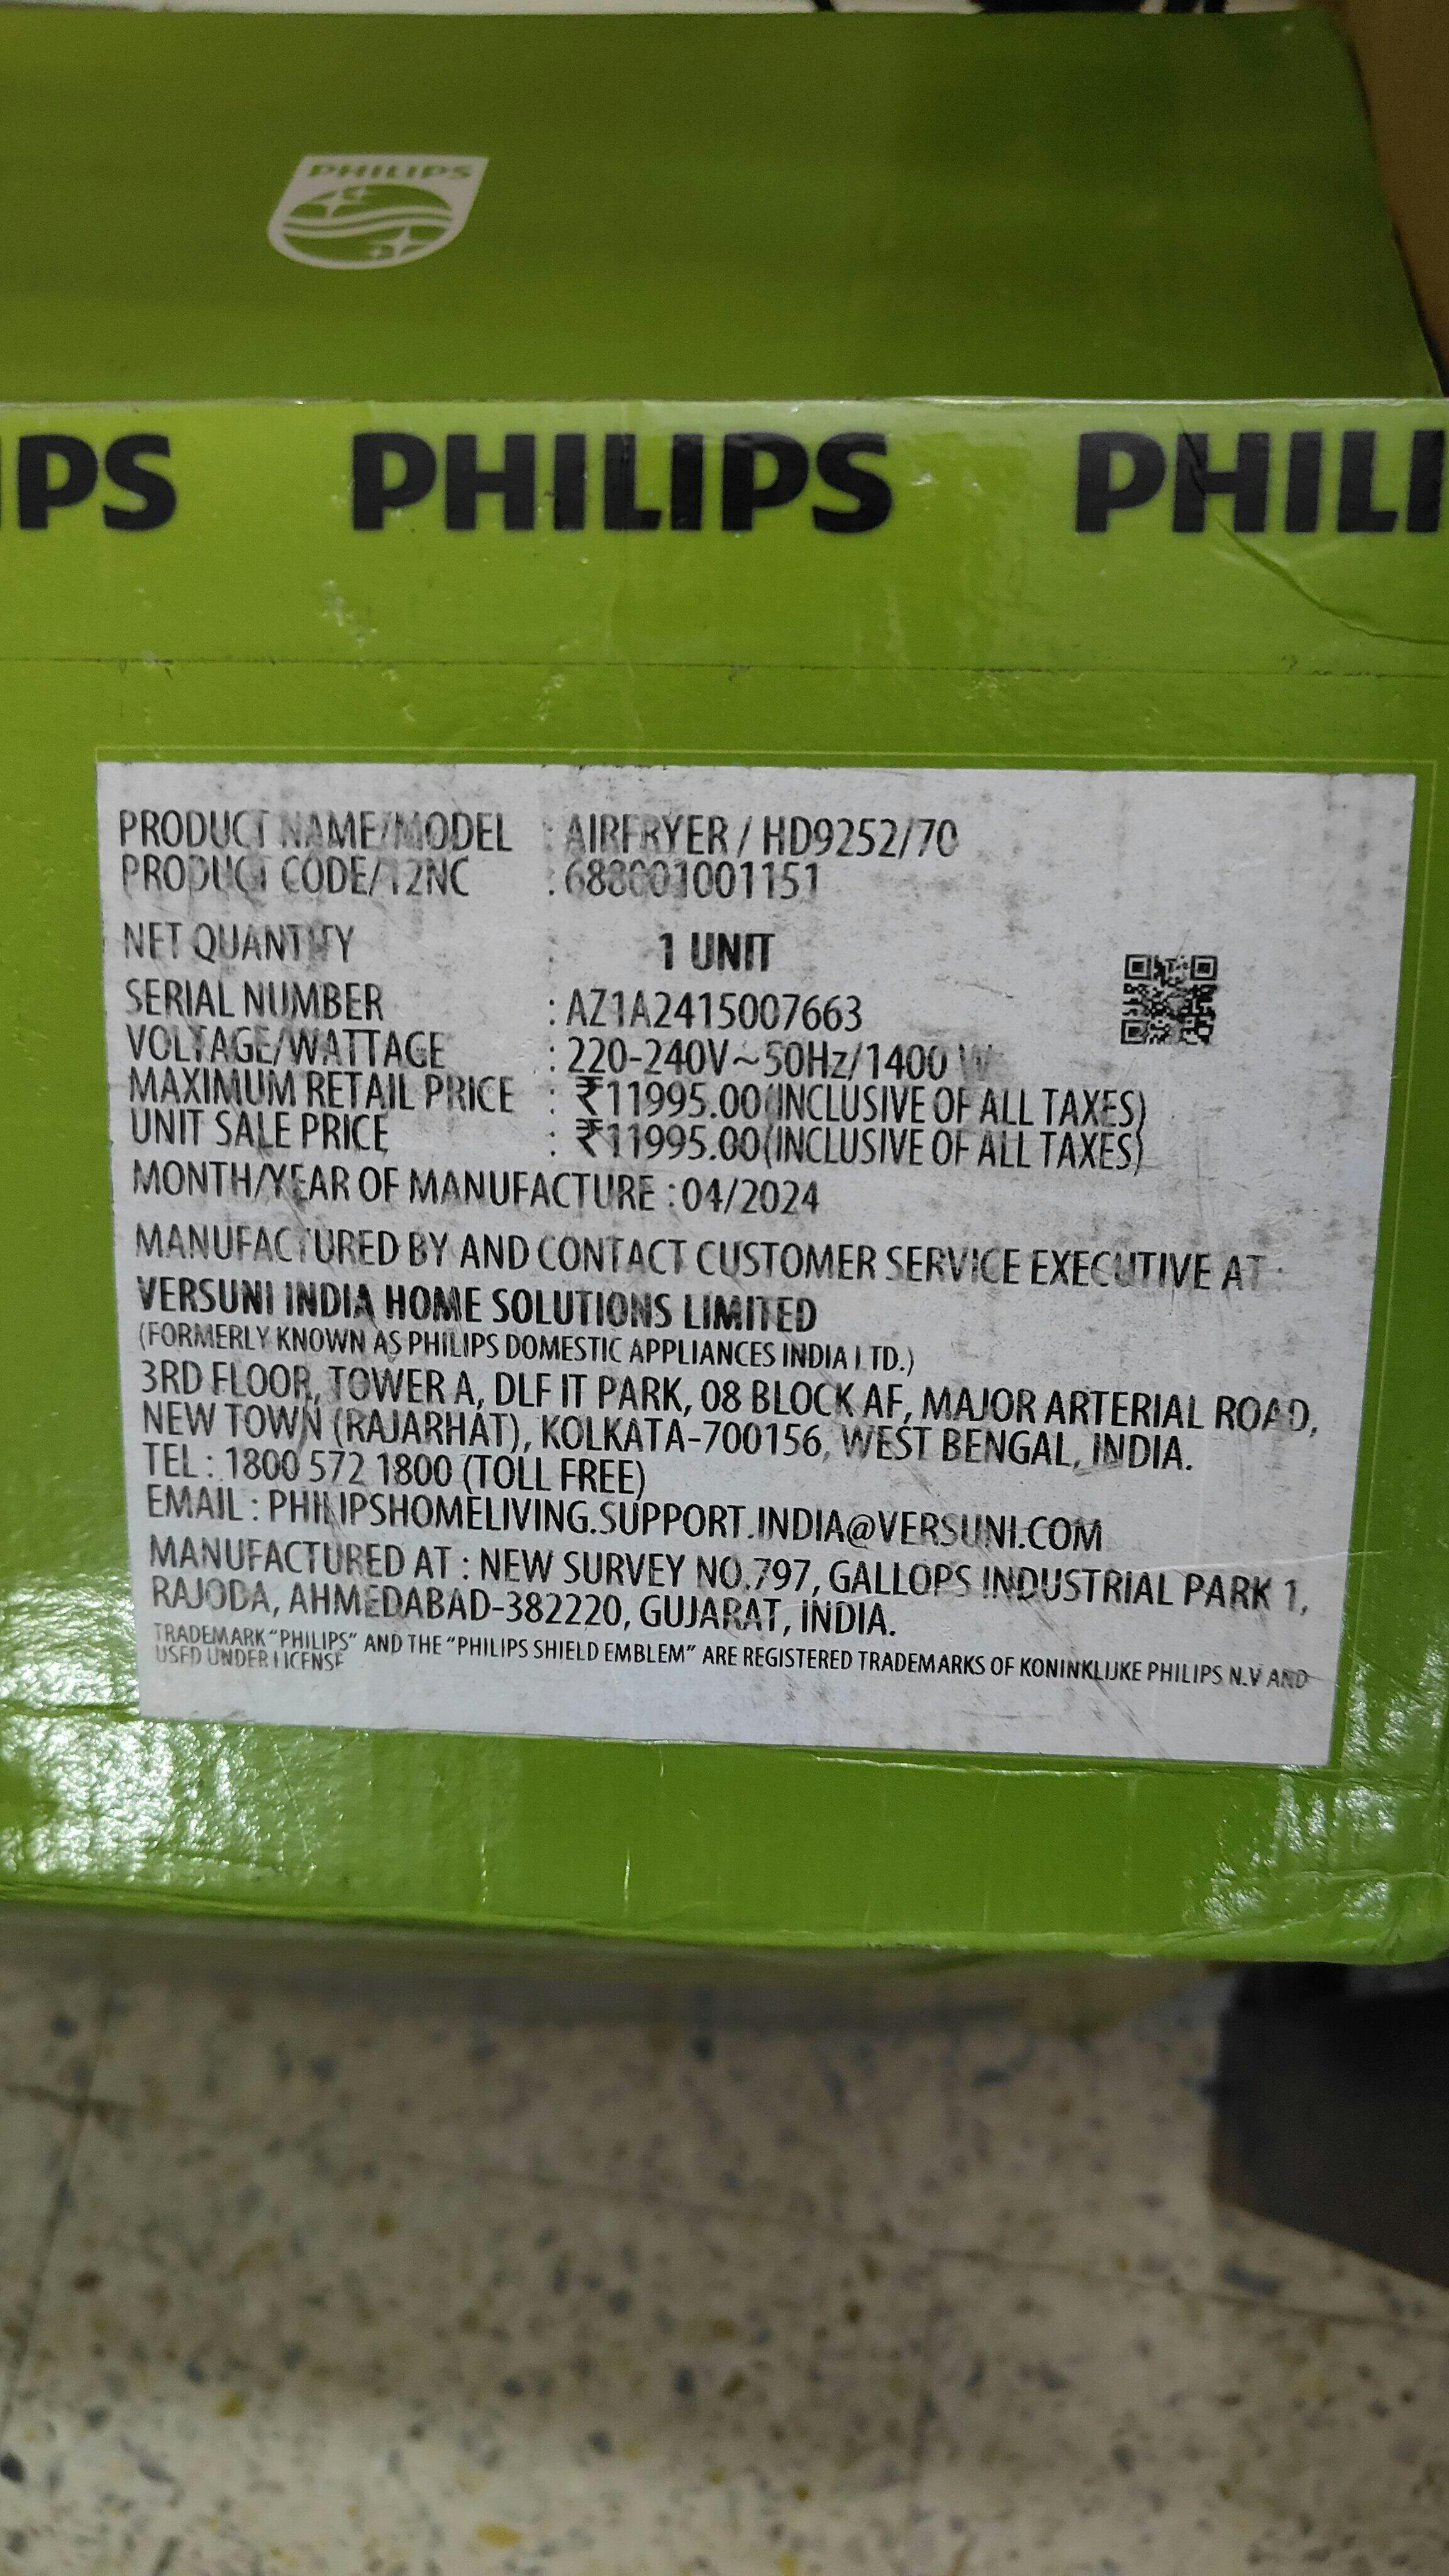 PHILIPS
IPS PHILIPS PHILI
PRODUCT NAME/MODEL : AIRFRYER / HD9252/70
PRODUCT CODE/12NC :
NET QUANTITY : 1 UNIT
SERIAL NUMBER : AZ1A2415007663
VOLTAGE/WATTAGE : 220-240V~50Hz/1400 W
MAXIMUM RETAIL PRICE : ₹11995.00(INCLUSIVE OF ALL TAXES)
UNIT SALE PRICE : ₹11995.00(INCLUSIVE OF ALL TAXES)
MONTH/YEAR OF MANUFACTURE : 04/2024
MANUFACTURED BY AND CONTACT CUSTOMER SERVICE EXECUTIVE AT :
VERSUNI INDIA HOME SOLUTIONS LIMITED
(FORMERLY KNOWN AS PHILIPS DOMESTIC APPLIANCES INDIA LTD.)
3RD FLOOR, TOWER A, DLF IT PARK, 08 BLOCK AF, MAJOR ARTERIAL ROAD,
NEW TOWN (RAJARHAT), KOLKATA-700156, WEST BENGAL, INDIA.
TEL : 1800 572 1800 (TOLL FREE)
EMAIL : PHILIPSHOMELIVING.SUPPORT.INDIA@VERSUNI.COM
MANUFACTURED AT : NEW SURVEY NO.797, GALLOPS INDUSTRIAL PARK 1,
RAJODA, AHMEDABAD-382220, GUJARAT, INDIA.
TRADEMARK "PHILIPS" AND THE "PHILIPS SHIELD EMBLEM" ARE REGISTERED TRADEMARKS OF KONINKLIJKE PHILIPS N.V AND
USED UNDER LICENSE